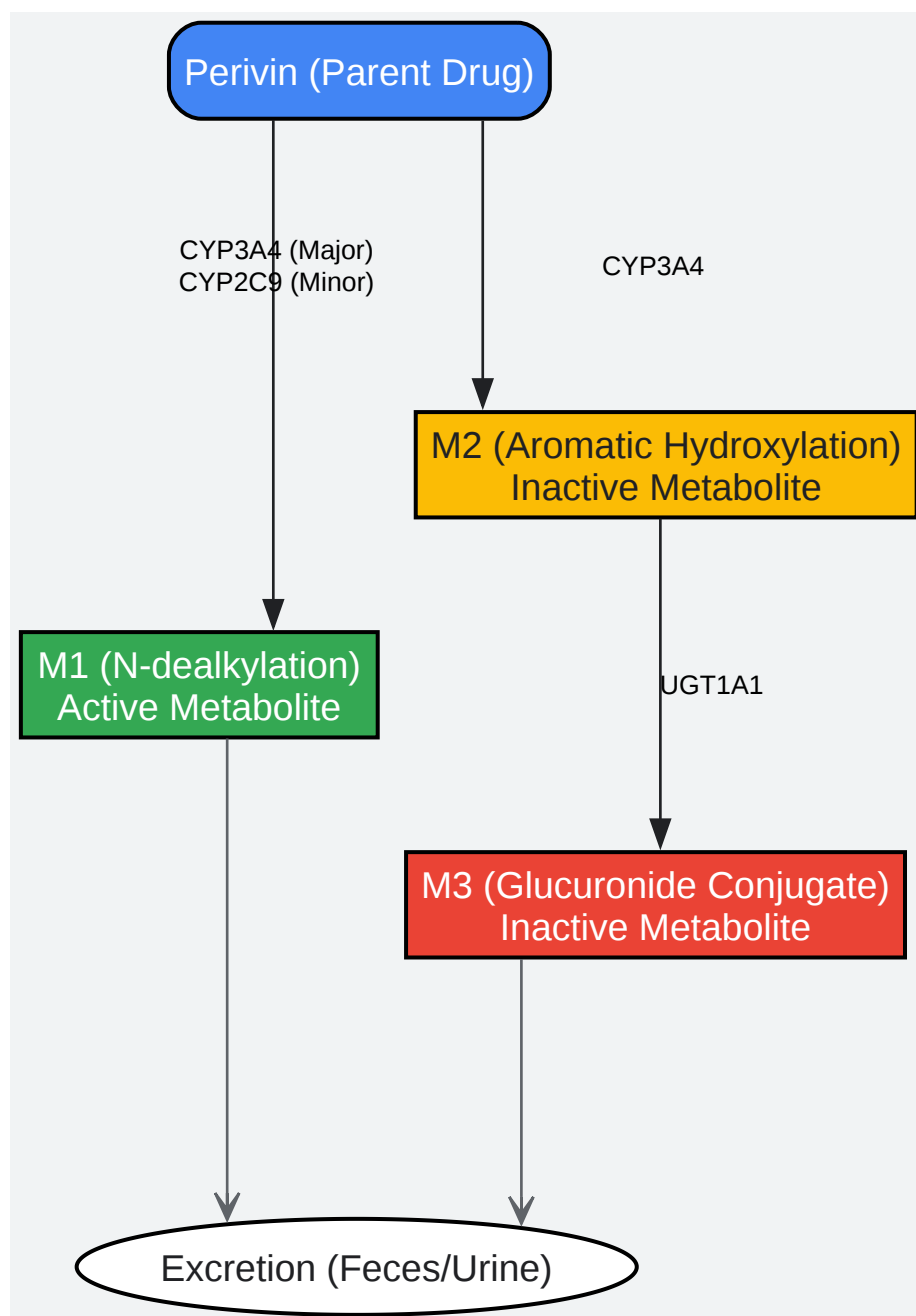 Perivin (Parent Drug)
CYP3A4 (Major)
CYP2C9 (Minor)
CYP3A4
M2 (Aromatic Hydroxylation)
Inactive Metabolite
M1 (N-dealkylation)
Active Metabolite
UGT1A1
M3 (Glucuronide Conjugate)
Inactive Metabolite
Excretion (Feces/Urine)